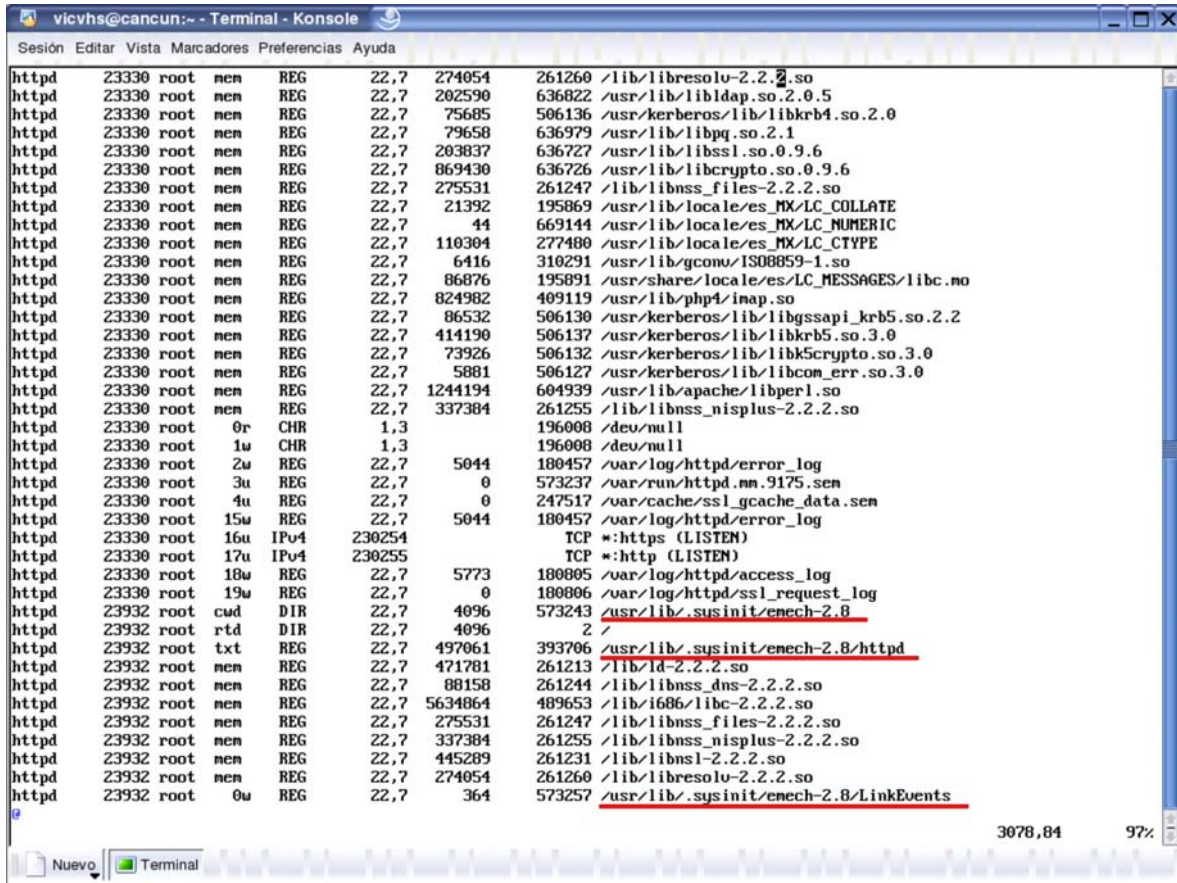 vicvhs@cancun:~ - Terminal - Konsole
Sesión Editar Vista Marcadores Preferencias Ayuda
httpd 23330 root mem REG 22,7 274054 261260 /lib/libresolv-2.2.2.so
httpd 23330 root mem REG 22,7 202590 636822 /usr/lib/libldap.so.2.0.5
httpd 23330 root mem REG 22,7 75685 506136 /usr/kerberos/lib/libkrb4.so.2.0
httpd 23330 root mem REG 22,7 79658 636979 /usr/lib/libpq.so.2.1
httpd 23330 root mem REG 22,7 203837 636727 /usr/lib/libssl.so.0.9.6
httpd 23330 root mem REG 22,7 869430 636726 /usr/lib/libcrypto.so.0.9.6
httpd 23330 root mem REG 22,7 275531 261247 /lib/libnss_files-2.2.2.so
httpd 23330 root mem REG 22,7 21392 195869 /usr/lib/locale/es_MX/LC_COLLATE
httpd 23330 root mem REG 22,7 44 669144 /usr/lib/locale/es_MX/LC_NUMERIC
httpd 23330 root mem REG 22,7 110304 277480 /usr/lib/locale/es_MX/LC_CTYPE
httpd 23330 root mem REG 22,7 6416 310291 /usr/lib/gconv/ISO8859-1.so
httpd 23330 root mem REG 22,7 86876 195891 /usr/share/locale/es/LC_MESSAGES/libc.mo
httpd 23330 root mem REG 22,7 824982 409119 /usr/lib/php4/imap.so
httpd 23330 root mem REG 22,7 86532 506130 /usr/kerberos/lib/libgssapi_krb5.so.2.2
httpd 23330 root mem REG 22,7 414190 506137 /usr/kerberos/lib/libkrb5.so.3.0
httpd 23330 root mem REG 22,7 73926 506132 /usr/kerberos/lib/libk5crypto.so.3.0
httpd 23330 root mem REG 22,7 5881 506127 /usr/kerberos/lib/libcom_err.so.3.0
httpd 23330 root mem REG 22,7 1244194 604939 /usr/lib/apache/libperl.so
httpd 23330 root mem REG 22,7 337384 261255 /lib/libnss_nisplus-2.2.2.so
httpd 23330 root 0r CHR 1,3 196008 /dev/null
httpd 23330 root 1w CHR 1,3 196008 /dev/null
httpd 23330 root 2w REG 22,7 5044 180457 /var/log/httpd/error_log
httpd 23330 root 3u REG 22,7 0 573237 /var/run/httpd.mm.9175.sem
httpd 23330 root 4u REG 22,7 0 247517 /var/cache/ssl_gcache_data.sem
httpd 23330 root 15w REG 22,7 5044 180457 /var/log/httpd/error_log
httpd 23330 root 16u IPv4 230254 TCP *:https (LISTEN)
httpd 23330 root 17u IPv4 230255 TCP *:http (LISTEN)
httpd 23330 root 18w REG 22,7 5773 180805 /var/log/httpd/access_log
httpd 23330 root 19w REG 22,7 0 180806 /var/log/httpd/ssl_request_log
httpd 23932 root cwd DIR 22,7 4096 573243 /usr/lib/.sysinit/emech-2.8
httpd 23932 root rtd DIR 22,7 4096 2 /
httpd 23932 root txt REG 22,7 497061 393706 /usr/lib/.sysinit/emech-2.8/httpd
httpd 23932 root mem REG 22,7 471781 261213 /lib/ld-2.2.2.so
httpd 23932 root mem REG 22,7 88158 261244 /lib/libnss_dns-2.2.2.so
httpd 23932 root mem REG 22,7 5634864 489653 /lib/i686/libc-2.2.2.so
httpd 23932 root mem REG 22,7 275531 261247 /lib/libnss_files-2.2.2.so
httpd 23932 root mem REG 22,7 337384 261255 /lib/libnss_nisplus-2.2.2.so
httpd 23932 root mem REG 22,7 445289 261231 /lib/libnsl-2.2.2.so
httpd 23932 root mem REG 22,7 274054 261260 /lib/libresolv-2.2.2.so
httpd 23932 root 0w REG 22,7 364 573257 /usr/lib/.sysinit/emech-2.8/LinkEvents
@
3078,84 97%
Nuevo Terminal